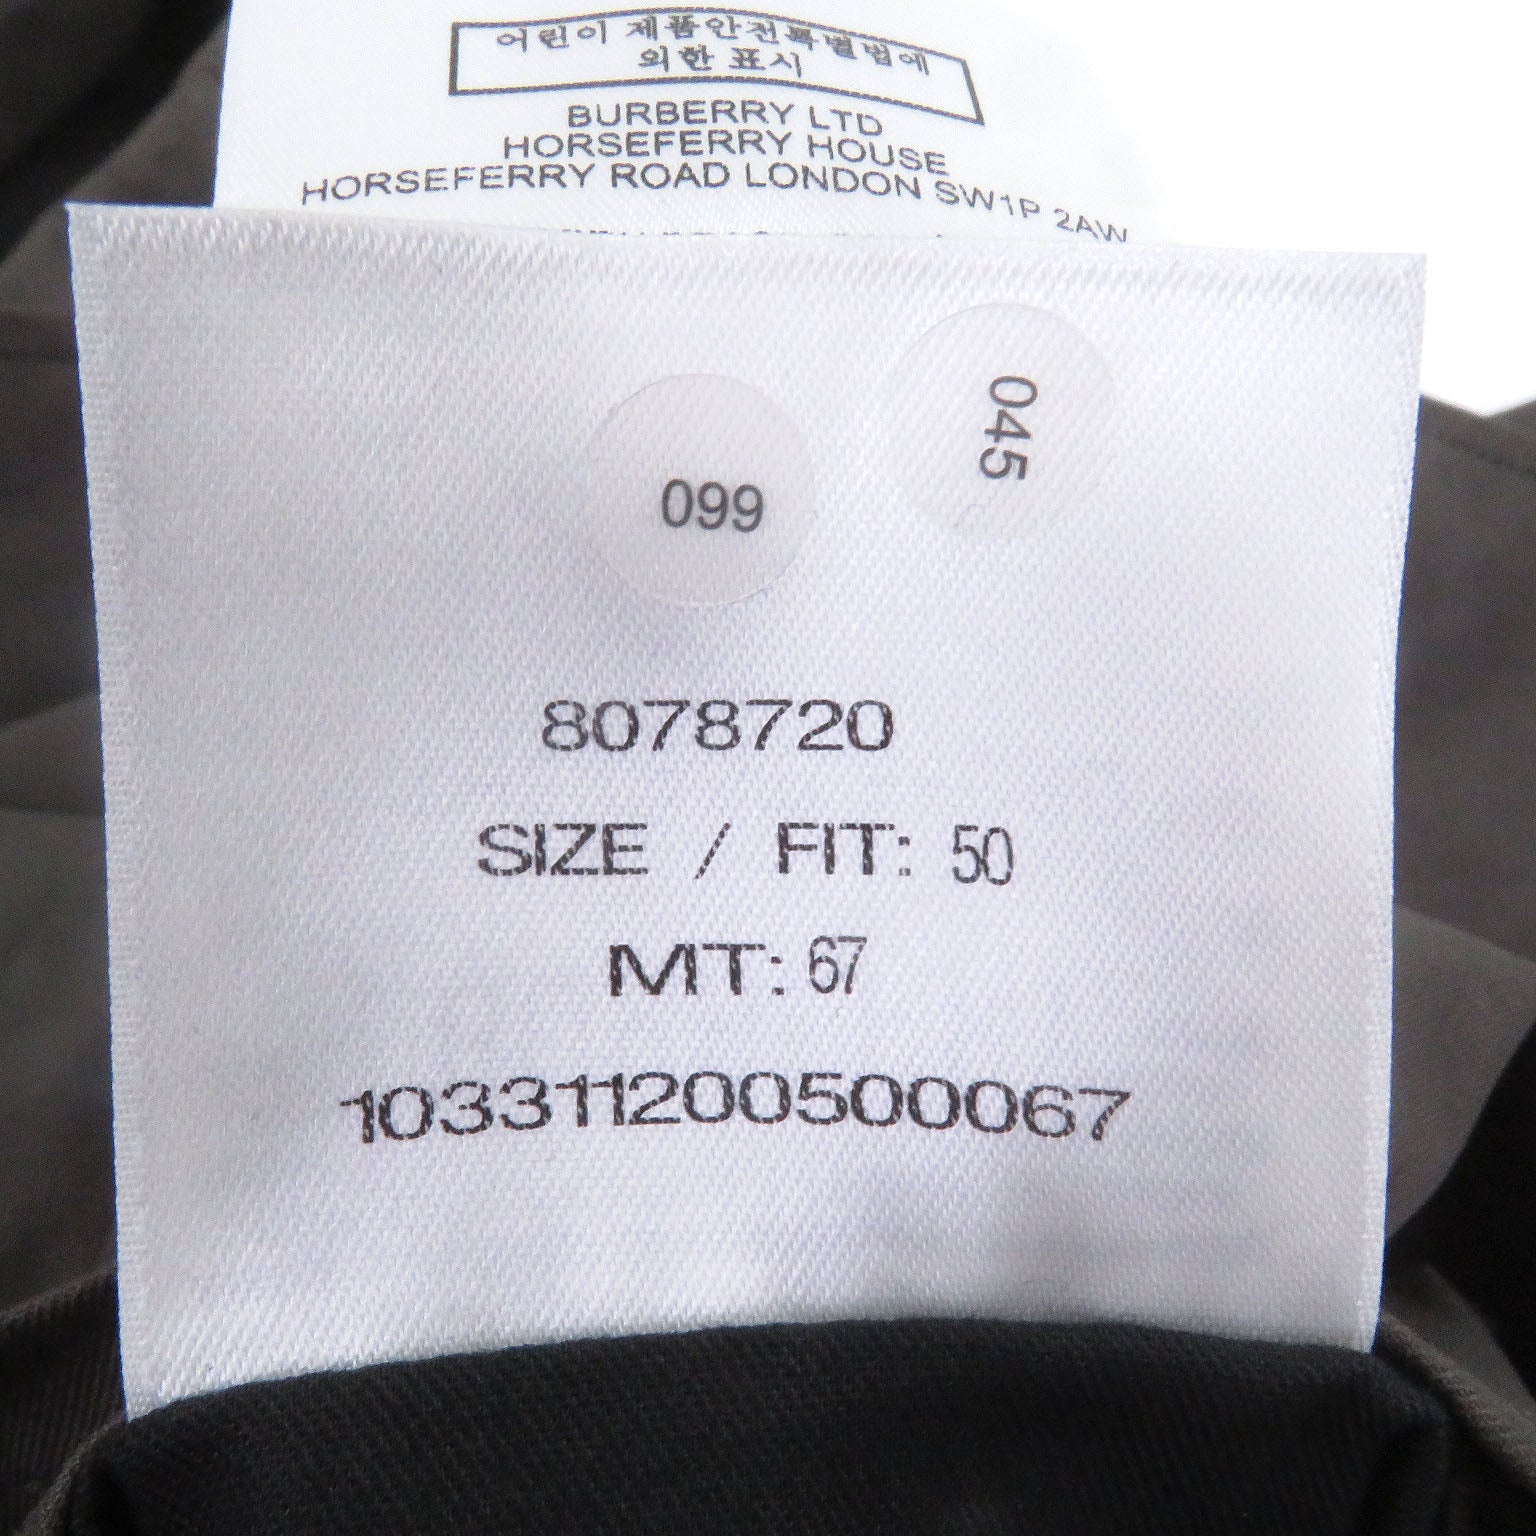 어린이 제품안전특별법에
의한 표시
BURBERRY LTD
HORSEFERRY HOUSE
HORSEFERRY ROAD LONDON SW1P 2AW
045
099
8078720
SIZE / FIT: 50
MT: 67
103311200500067